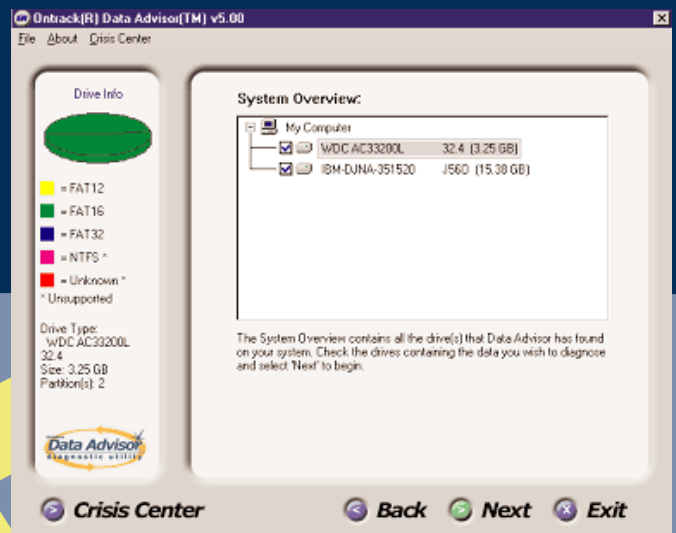 Ontrack(R) Data Advisor(TM) v5.00
File About Crisis Center
Drive Info
= FAT12
= FAT16
= FAT32
= NTFS *
= Unknown *
* Unsupported
Drive Type:
WDC AC33200L
32.4
Size: 3.25 GB
Partition(s): 2
Data Advisor
diagnostic utility
System Overview:
My Computer
WDC AC33200L 32.4 (3.25 GB)
IBM-DJNA-351520 J56D (15.38 GB)
The System Overview contains all the drive(s) that Data Advisor has found
on your system. Check the drives containing the data you wish to diagnose
and select 'Next' to begin.
Crisis Center Back Next Exit